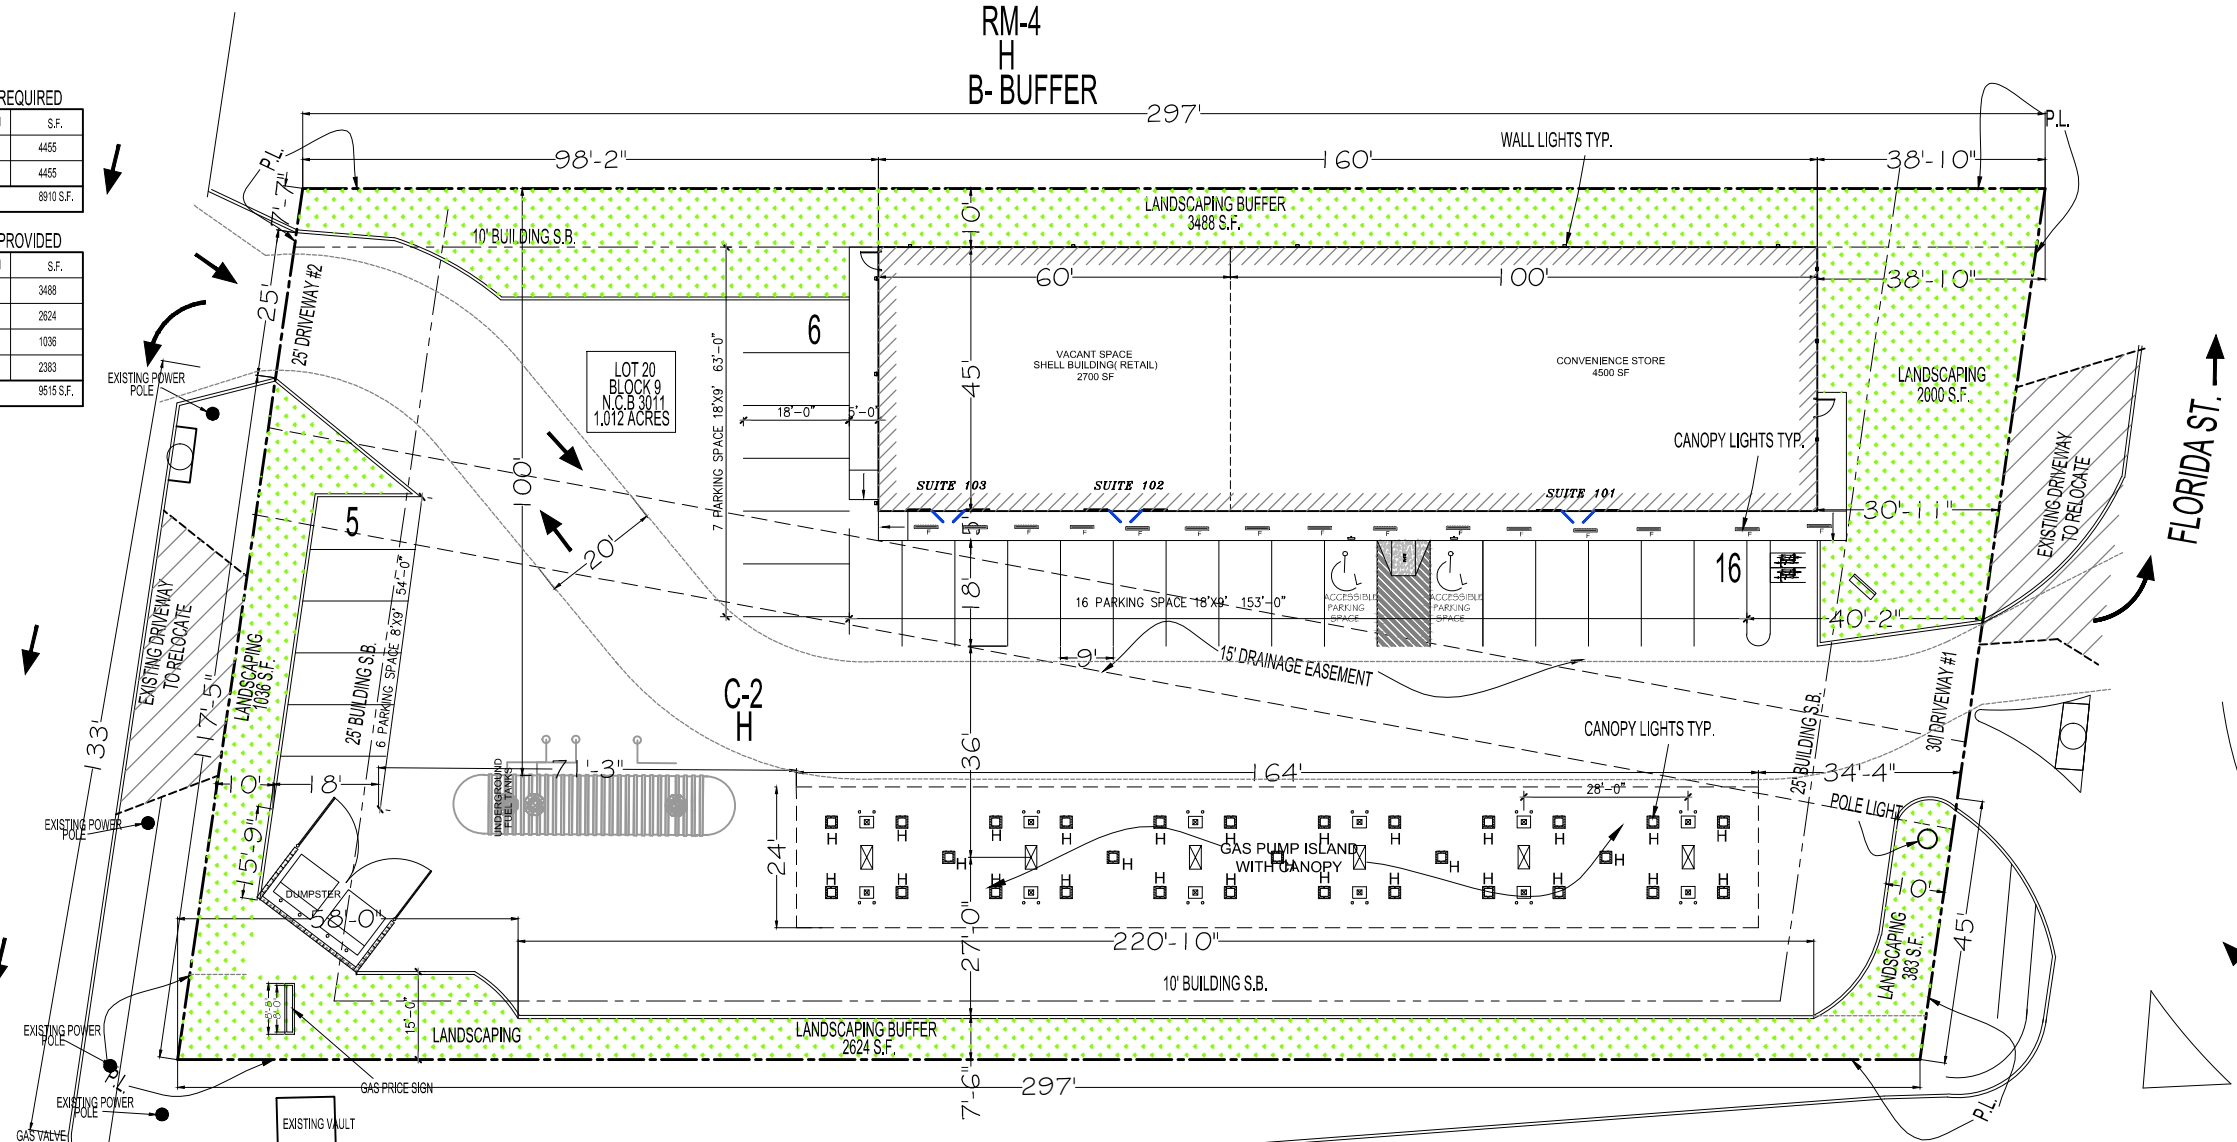 RM-4
H
B- BUFFER
REQUIRED
S.F.
4455
4455
8910 S.F.
PROVIDED
S.F.
3488
2624
1036
2383
9515 S.F.
297'
98'-2"
160'
38'-10"
WALL LIGHTS TYP.
P.L.
P.L.
17'-7"
10'
LANDSCAPING BUFFER
3488 S.F.
10' BUILDING S.B.
60'
100'
38'-10"
25'
25' DRIVEWAY #2
EXISTING POWER
POLE
6
LOT 20
BLOCK 9
N.C.B 3011
1.012 ACRES
7 PARKING SPACE 18'X9' 63'-0"
18'-0"
5'-0"
45'
VACANT SPACE
SHELL BUILDING( RETAIL)
2700 SF
CONVENIENCE STORE
4500 SF
LANDSCAPING
2000 S.F.
CANOPY LIGHTS TYP.
FLORIDA ST.
EXISTING DRIVEWAY
TO RELOCATE
SUITE 103
SUITE 102
SUITE 101
30'-11"
100'
20'
5
5'
F F F F F F F F F F F F F F F
18'
16
ACCESSIBLE
PARKING
SPACE
ACCESSIBLE
PARKING
SPACE
16 PARKING SPACE 18'X9' 153'-0"
40'-2"
9'
15' DRAINAGE EASEMENT
EXISTING DRIVEWAY
TO RELOCATE
LANDSCAPING
1036 S.F.
117'-5"
133'
25' BUILDING S.B.
6 PARKING SPACE 8'X9' 54'-0"
C-2
H
36'
CANOPY LIGHTS TYP.
25' BUILDING S.B.
30' DRIVEWAY #1
10'
18'
71'-3"
164'
34'-4"
28'-0"
POLE LIGHT
UNDERGROUND
FUEL TANKS
EXISTING POWER
POLE
15'-9"
24'
GAS PUMP ISLAND
WITH CANOPY
H H H H H H H H H H H H
H H H H H
H H H H H H H H H H H H
DUMPSTER
58'-0"
220'-10"
27'-0"
10'
45'
LANDSCAPING
383 S.F.
10' BUILDING S.B.
15'-0"
LANDSCAPING
LANDSCAPING BUFFER
2624 S.F.
EXISTING POWER
POLE
P.L.
GAS PRICE SIGN
297'
7'-6"
P.L.
EXISTING POWER
POLE
EXISTING VAULT
GAS VALVE